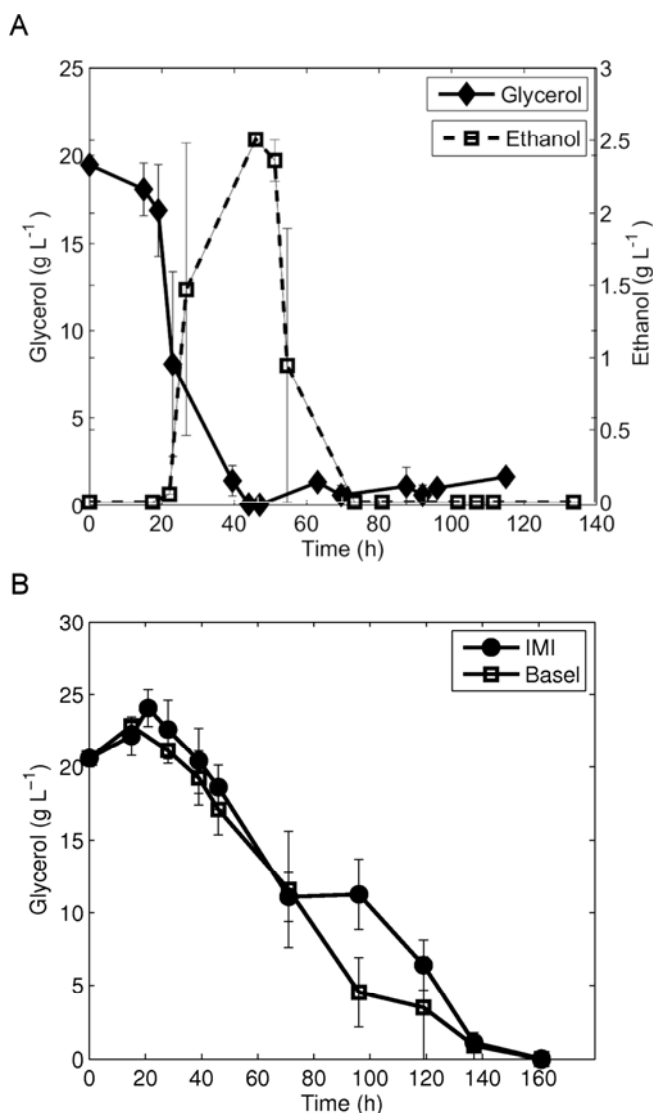 A
25
20
15
10
5
0
Glycerol (g L⁻¹)
3
2.5
2
1.5
1
0.5
0
Ethanol (g L⁻¹)
Glycerol
Ethanol
0 20 40 60 80 100 120 140
Time (h)
B
30
25
20
15
10
5
0
Glycerol (g L⁻¹)
IMI
Basel
0 20 40 60 80 100 120 140 160
Time (h)